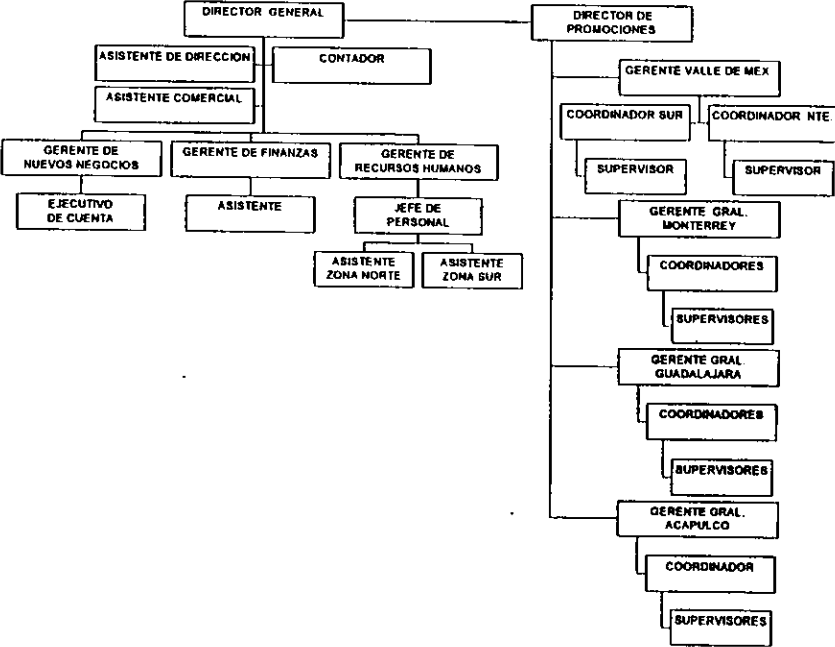 DIRECTOR GENERAL
DIRECTOR DE
PROMOCIONES
ASISTENTE DE DIRECCION
CONTADOR
ASISTENTE COMERCIAL
GERENTE DE
NUEVOS NEGOCIOS
GERENTE DE FINANZAS
GERENTE DE
RECURSOS HUMANOS
EJECUTIVO
DE CUENTA
ASISTENTE
JEFE DE
PERSONAL
ASISTENTE
ZONA NORTE
ASISTENTE
ZONA SUR
GERENTE VALLE DE MEX
COORDINADOR SUR
COORDINADOR NTE.
SUPERVISOR
SUPERVISOR
GERENTE GRAL.
MONTERREY
COORDINADORES
SUPERVISORES
GERENTE GRAL.
GUADALAJARA
COORDINADORES
SUPERVISORES
GERENTE GRAL.
ACAPULCO
COORDINADOR
SUPERVISORES